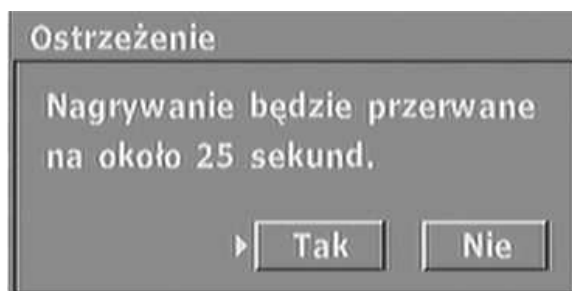 Ostrzeżenie
Nagrywanie będzie przerwane
na około 25 sekund.
Tak Nie